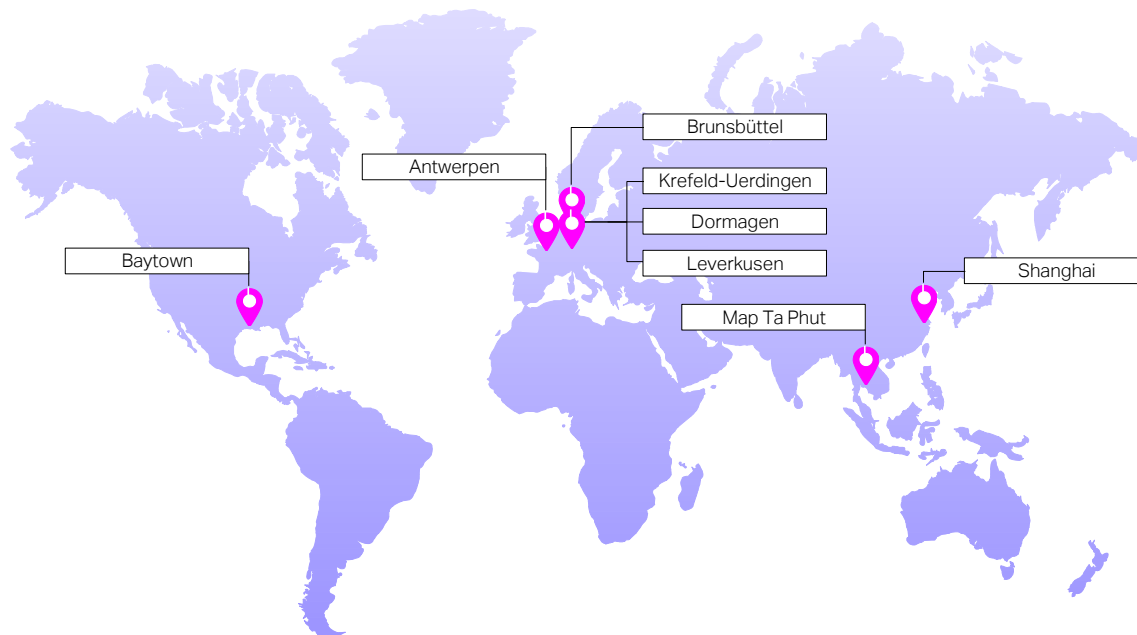 Brunsbüttel
Antwerpen
Krefeld-Uerdingen
Dormagen
Baytown
Leverkusen
Shanghai
Map Ta Phut